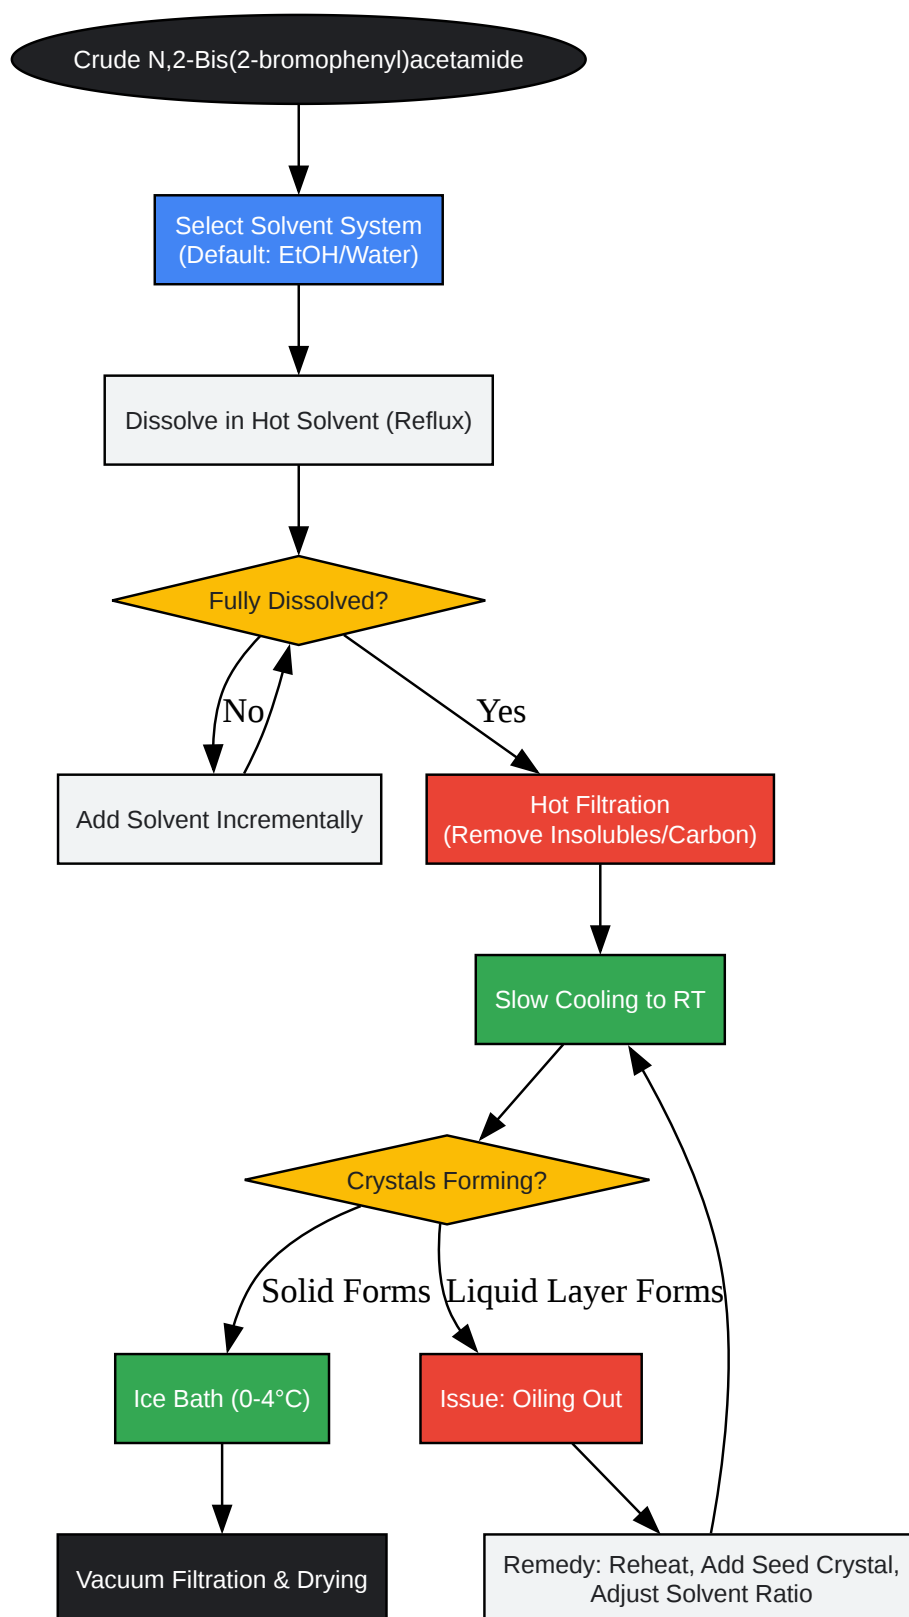 Crude N,2-Bis(2-bromophenyl)acetamide
Select Solvent System
(Default: EtOH/Water)
Dissolve in Hot Solvent (Reflux)
Fully Dissolved?
No
Yes
Add Solvent Incrementally
Hot Filtration
(Remove Insolubles/Carbon)
Slow Cooling to RT
Crystals Forming?
Solid Forms
Liquid Layer Forms
Ice Bath (0-4°C)
Issue: Oiling Out
Vacuum Filtration & Drying
Remedy: Reheat, Add Seed Crystal,
Adjust Solvent Ratio